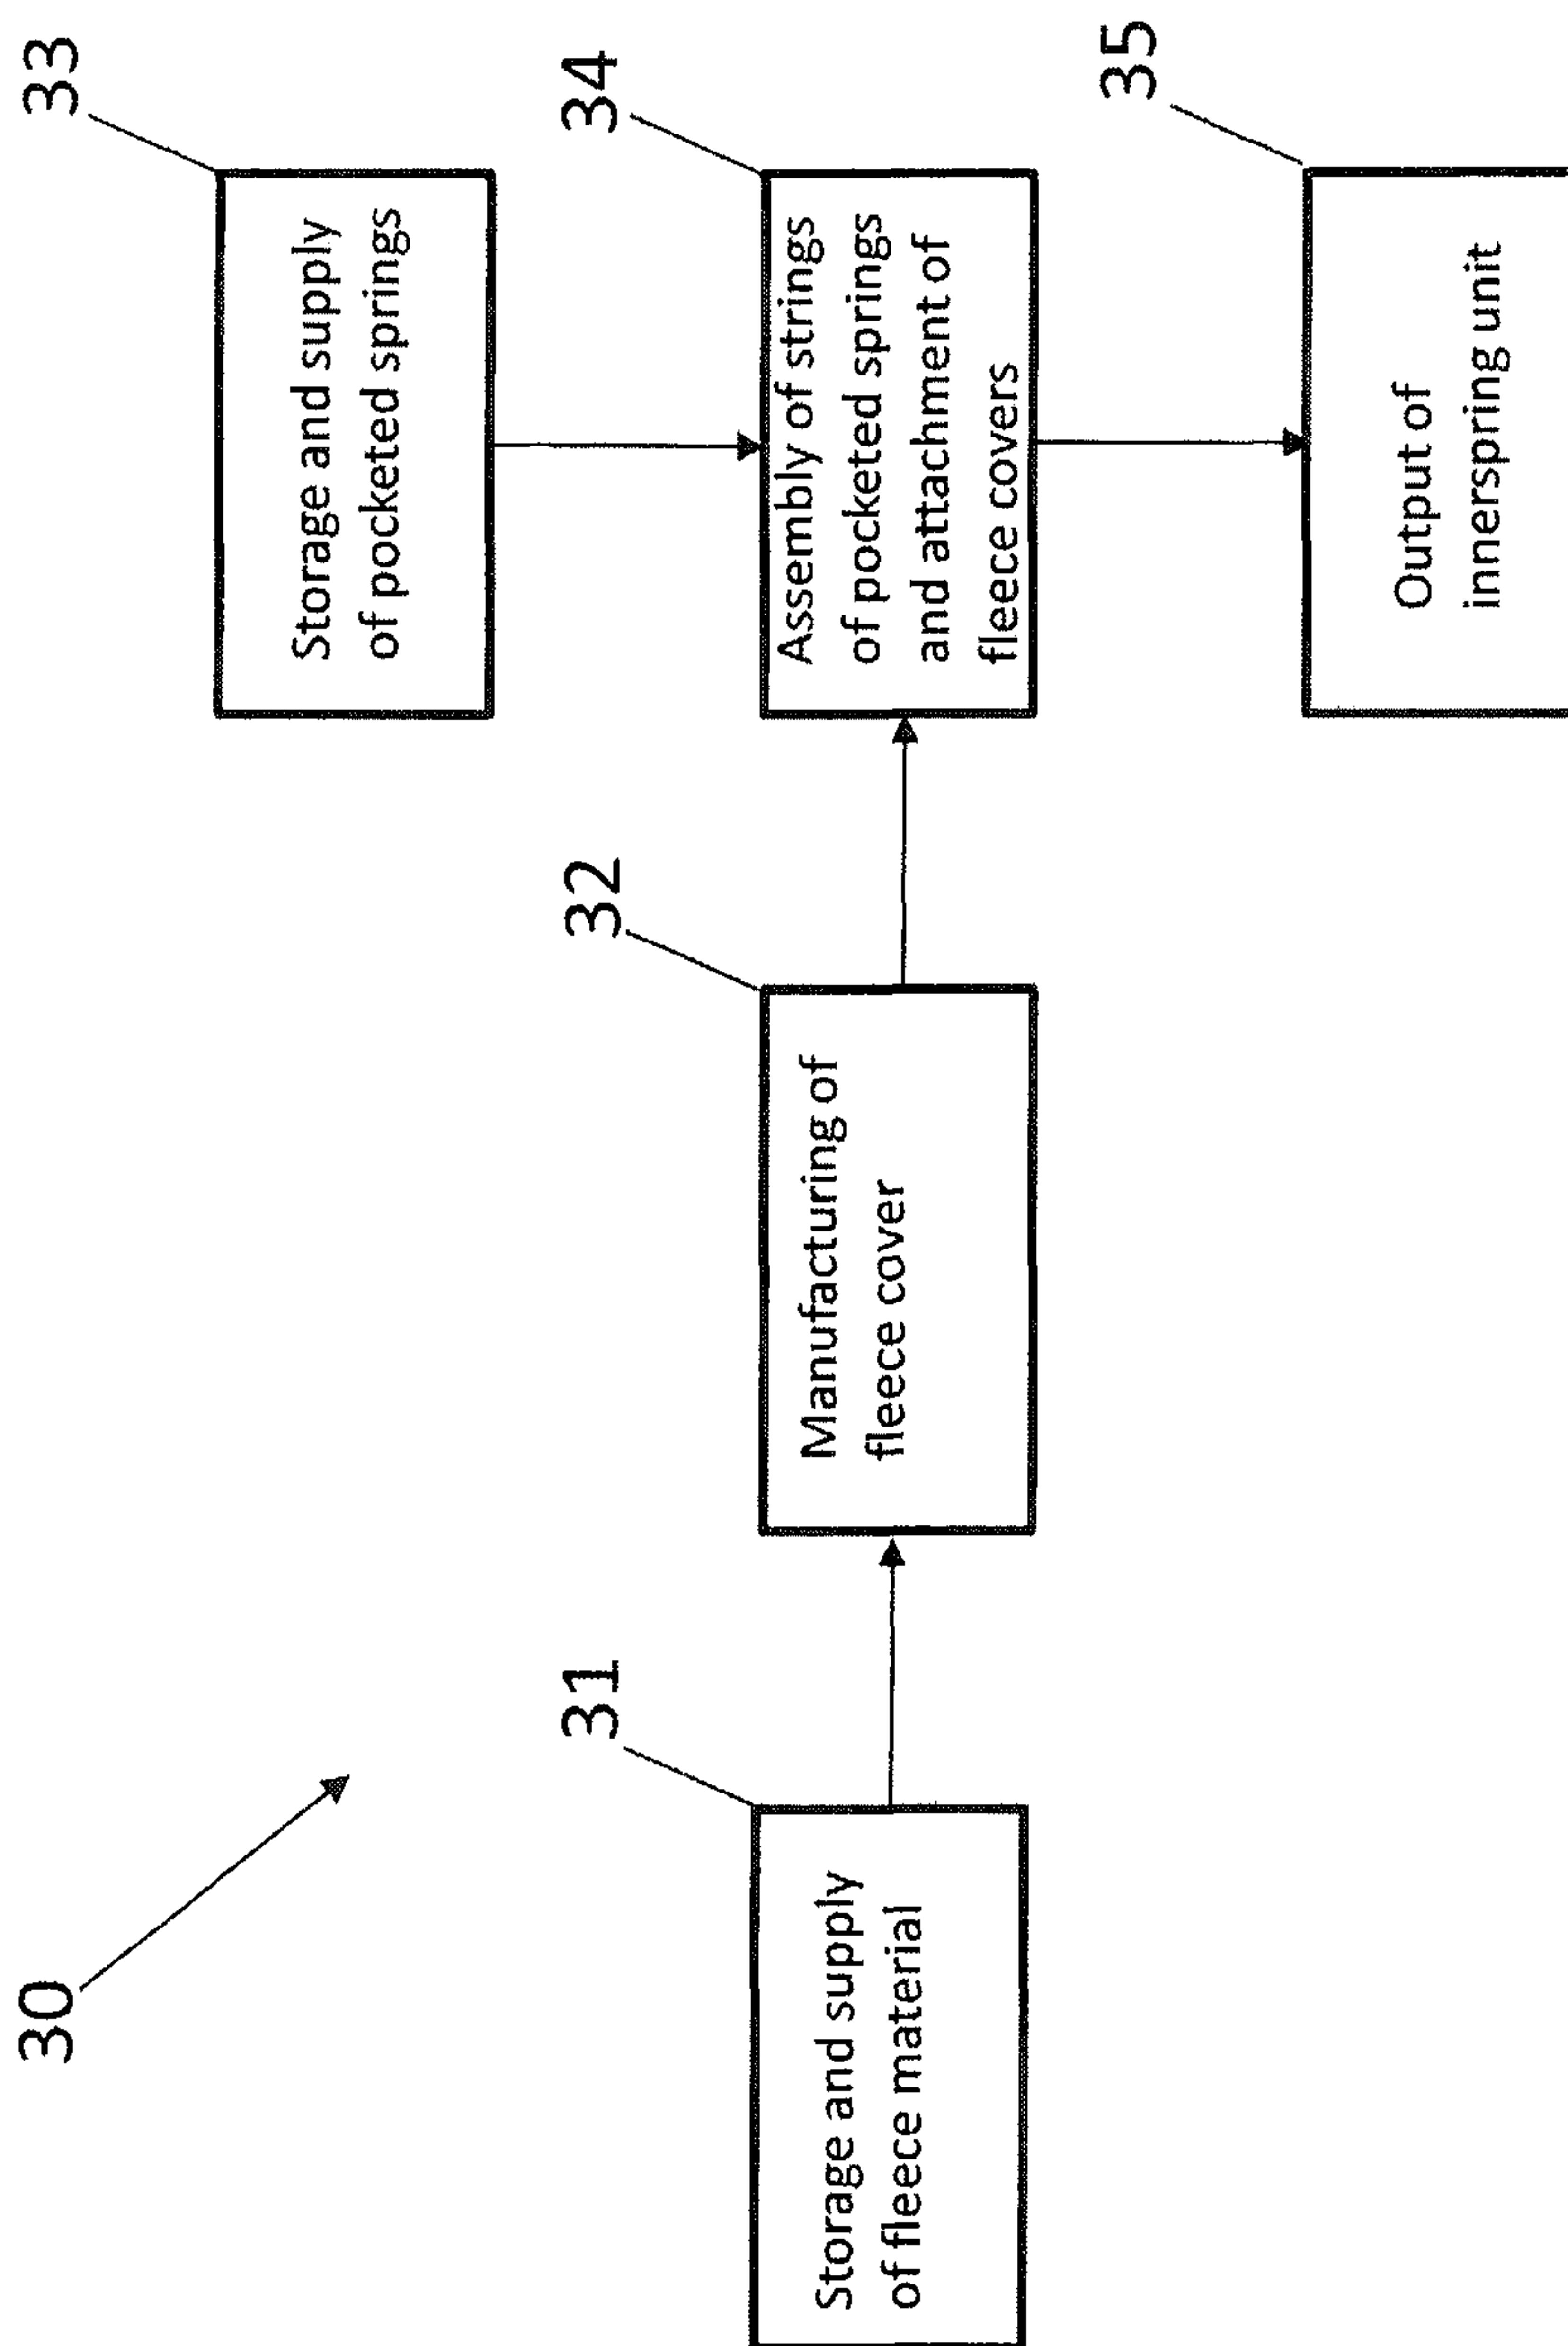 30
33
Storage and supply
of pocketed springs
31
Storage and supply
of fleece material
32
Manufacturing of
fleece cover
34
Assembly of strings
of pocketed springs
and attachment of
fleece covers
35
Output of
innerspring unit